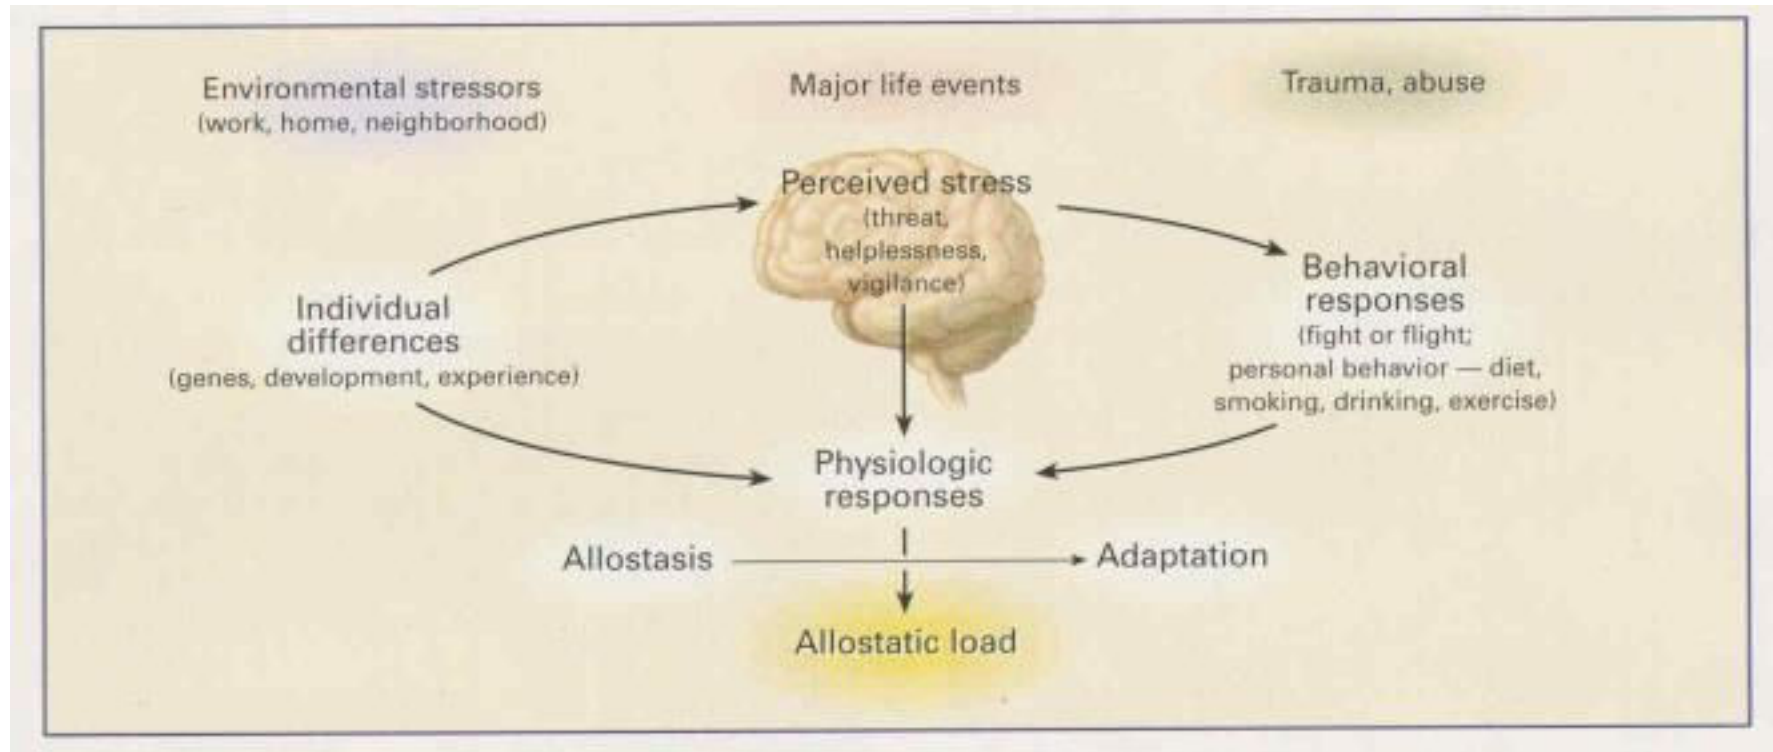 Environmental stressors
(work, home, neighborhood)
Major life events
Trauma, abuse
Perceived stress
(threat,
helplessness,
vigilance)
Individual
differences
(genes, development, experience)
Behavioral
responses
(fight or flight;
personal behavior — diet,
smoking, drinking, exercise)
Physiologic
responses
Allostasis
Adaptation
Allostatic load